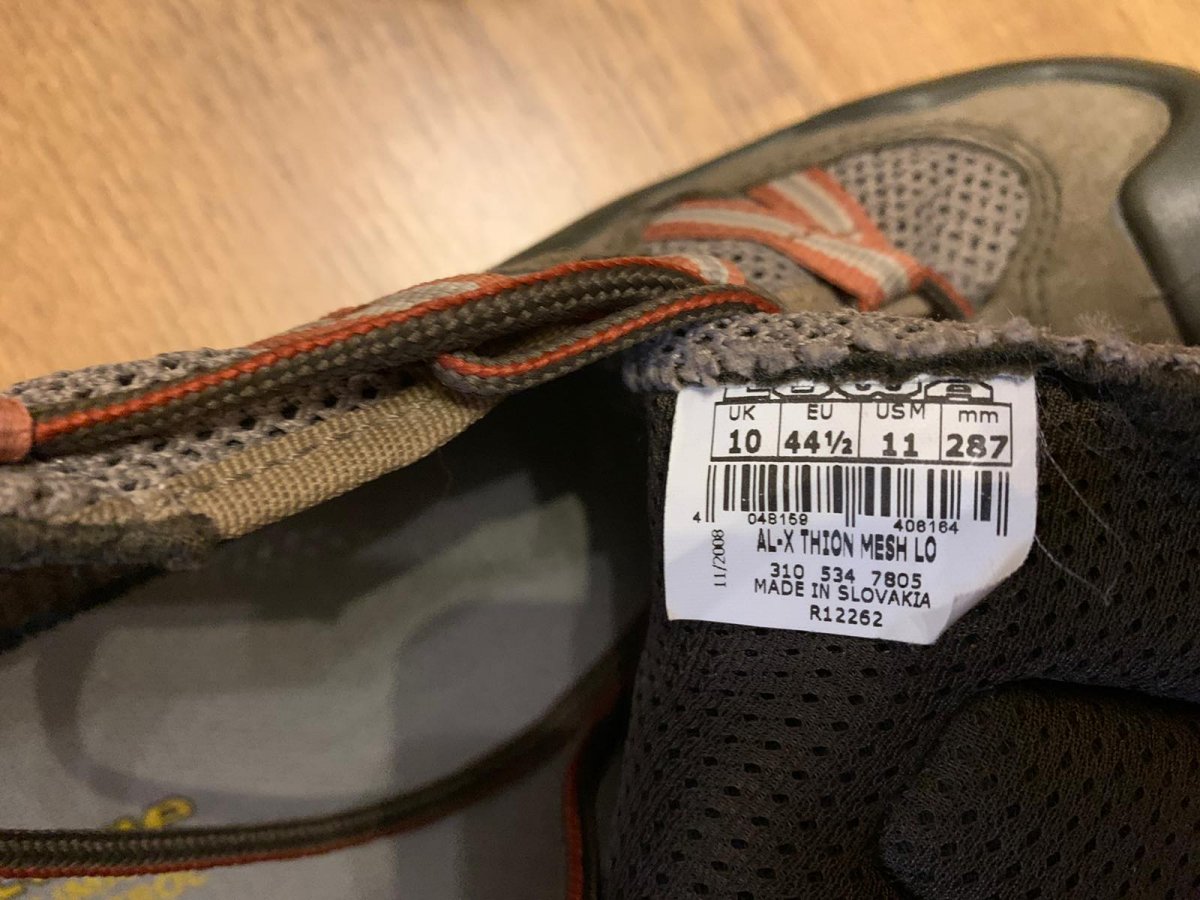 UK EU USM mm
10 44½ 11 287
4 048159 406164
11/2008
AL-X THION MESH LO
310 534 7805
MADE IN SLOVAKIA
R12262